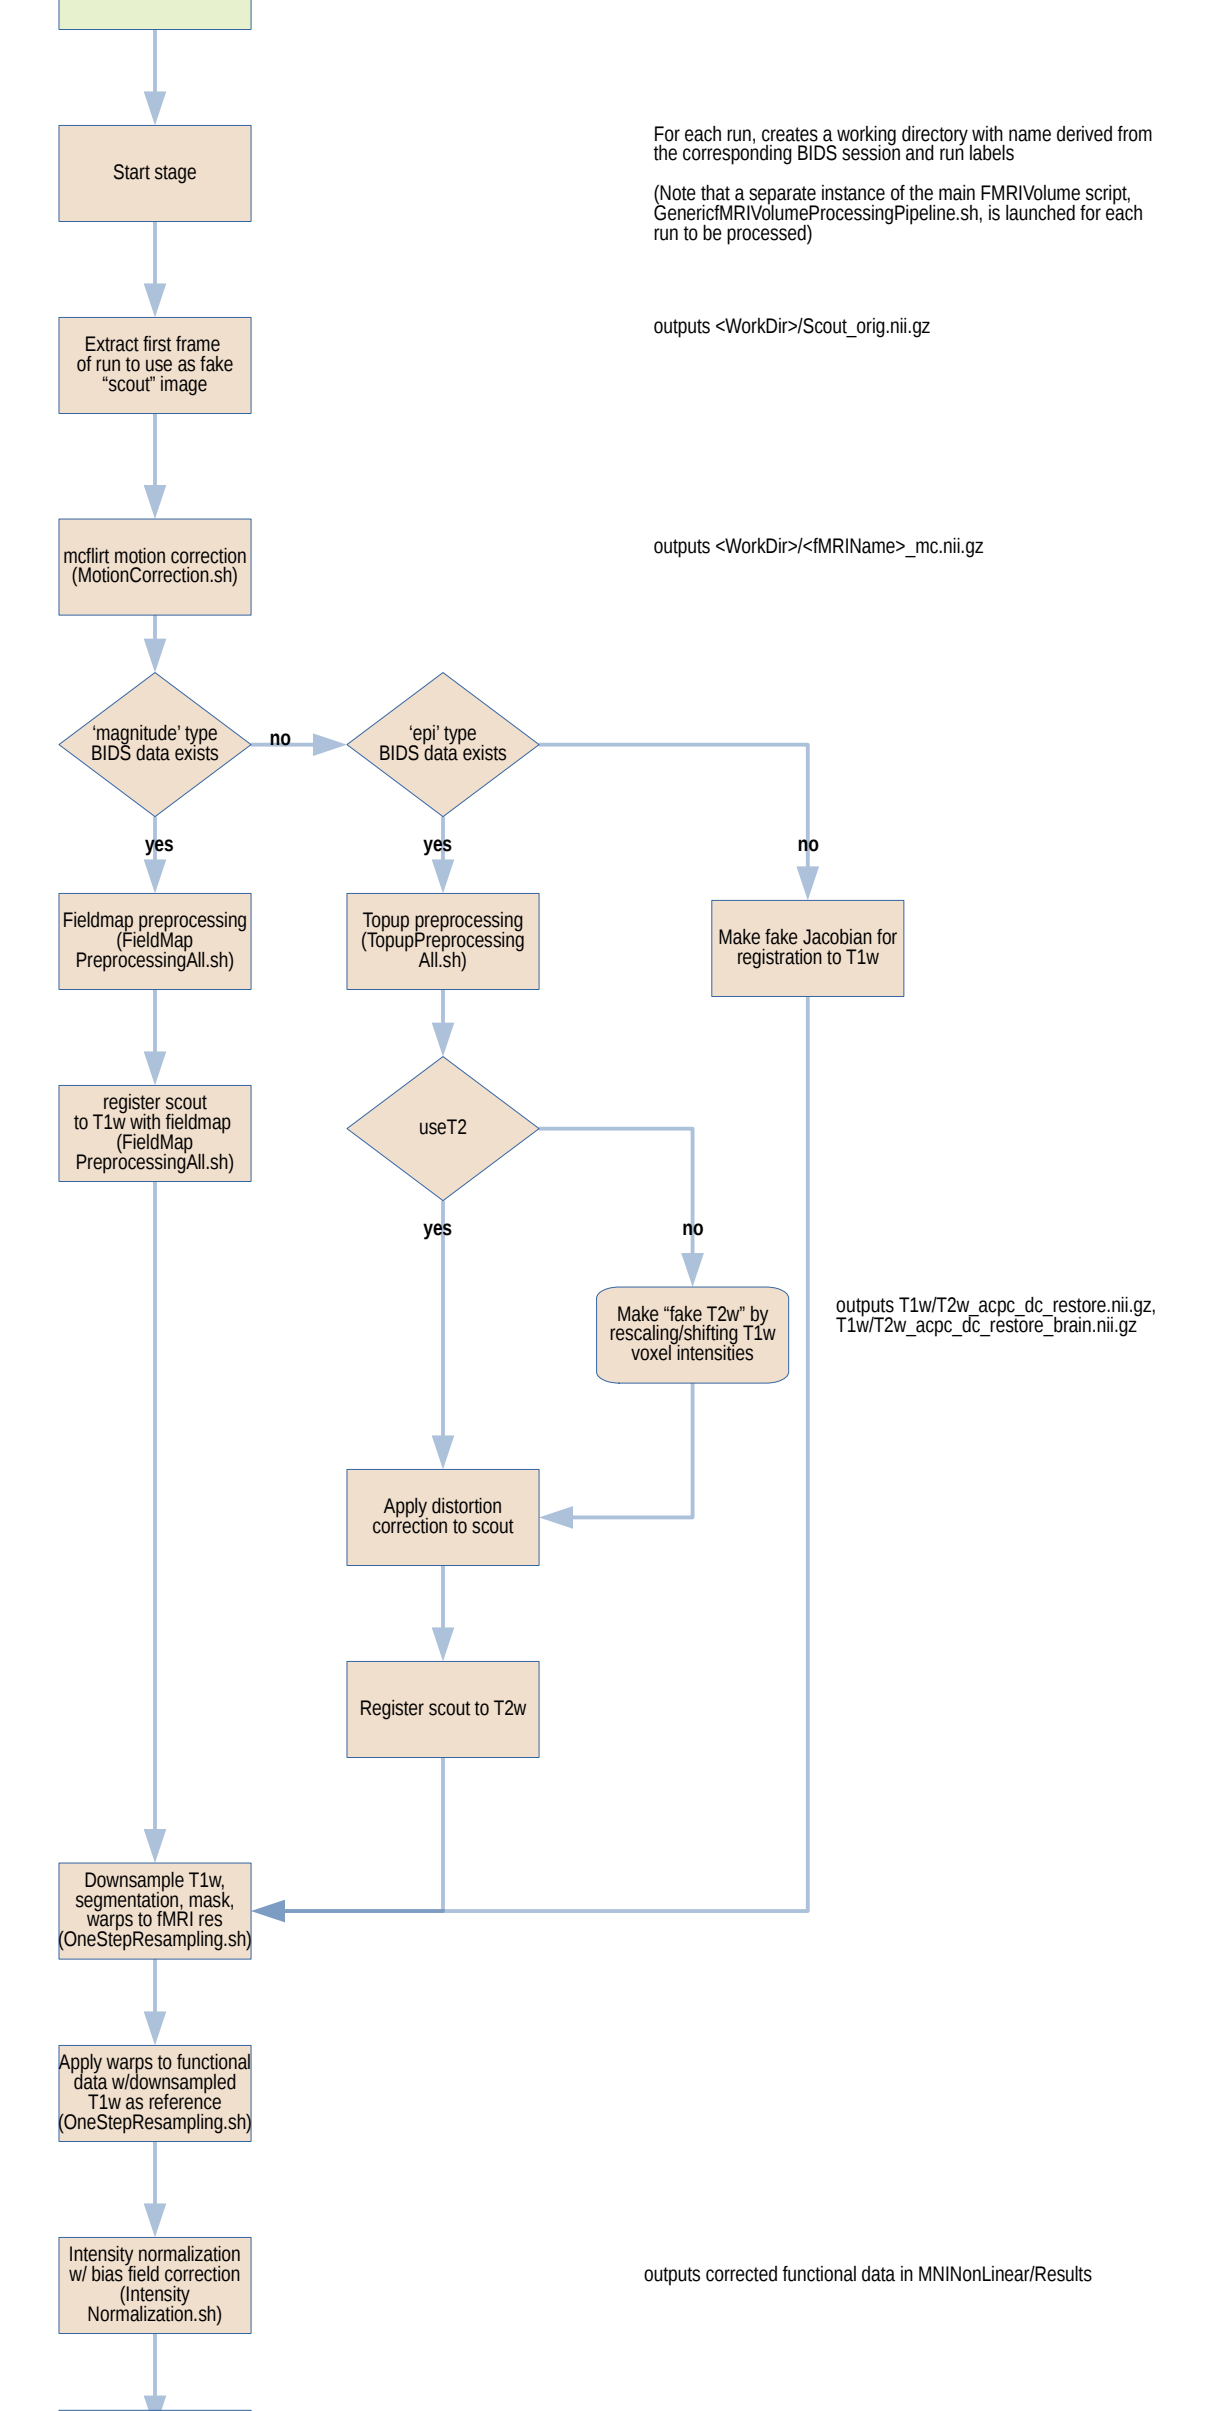 Start stage
For each run, creates a working directory with name derived from
the corresponding BIDS session and run labels
(Note that a separate instance of the main FMRIVolume script,
GenericfMRIVolumeProcessingPipeline.sh, is launched for each
run to be processed)
Extract first frame
of run to use as fake
“scout” image
outputs <WorkDir>/Scout_orig.nii.gz
mcflirt motion correction
(MotionCorrection.sh)
outputs <WorkDir>/<fMRIName>_mc.nii.gz
‘magnitude’ type
BIDS data exists
no
‘epi’ type
BIDS data exists
yes
yes
no
Fieldmap preprocessing
(FieldMap
PreprocessingAll.sh)
Topup preprocessing
(TopupPreprocessing
All.sh)
Make fake Jacobian for
registration to T1w
register scout
to T1w with fieldmap
(FieldMap
PreprocessingAll.sh)
useT2
yes
no
Make “fake T2w” by
rescaling/shifting T1w
voxel intensities
outputs T1w/T2w_acpc_dc_restore.nii.gz,
T1w/T2w_acpc_dc_restore_brain.nii.gz
Apply distortion
correction to scout
Register scout to T2w
Downsample T1w,
segmentation, mask,
warps to fMRI res
(OneStepResampling.sh)
Apply warps to functional
data w/downsampled
T1w as reference
(OneStepResampling.sh)
Intensity normalization
w/ bias field correction
(Intensity
Normalization.sh)
outputs corrected functional data in MNINonLinear/Results